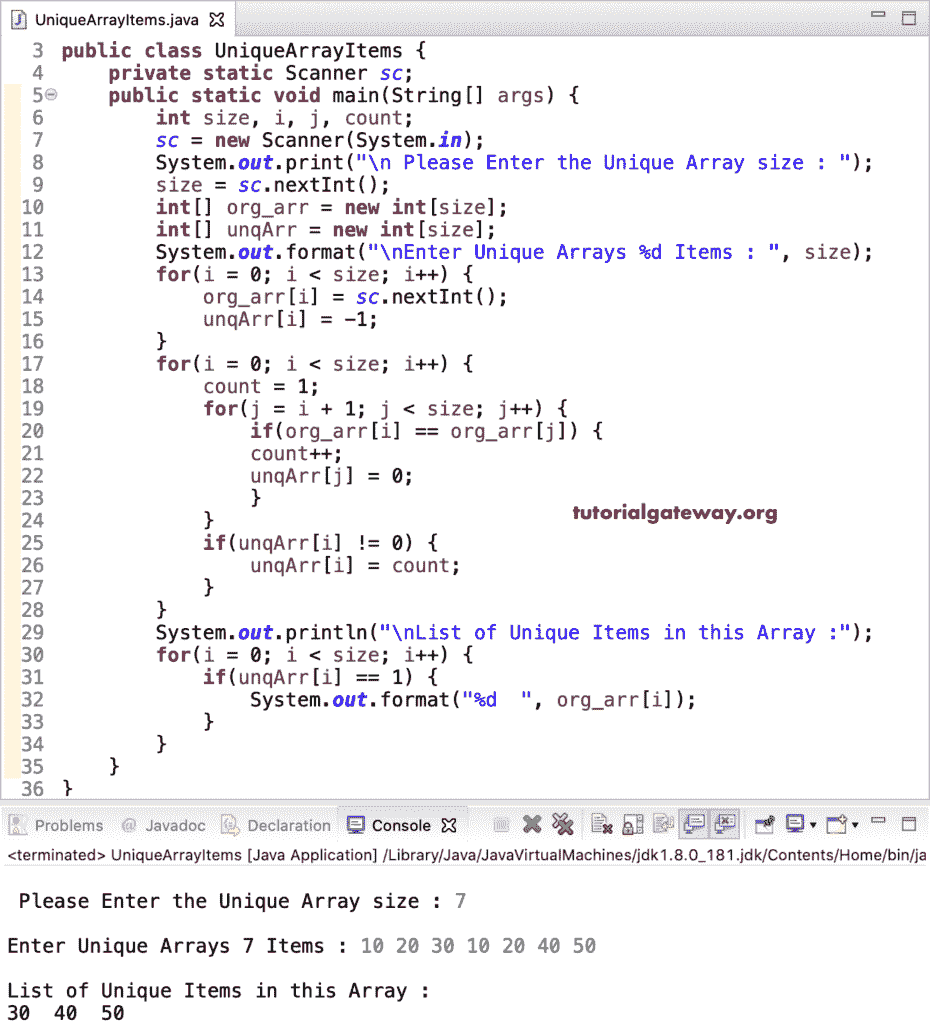 UniqueArrayItems.java
3 public class UniqueArrayItems {
4 private static Scanner sc;
5 public static void main(String[] args) {
6 int size, i, j, count;
7 sc = new Scanner(System.in);
8 System.out.print("\n Please Enter the Unique Array size : ");
9 size = sc.nextInt();
10 int[] org_arr = new int[size];
11 int[] unqArr = new int[size];
12 System.out.format("\nEnter Unique Arrays %d Items : ", size);
13 for(i = 0; i < size; i++) {
14 org_arr[i] = sc.nextInt();
15 unqArr[i] = -1;
16 }
17 for(i = 0; i < size; i++) {
18 count = 1;
19 for(j = i + 1; j < size; j++) {
20 if(org_arr[i] == org_arr[j]) {
21 count++;
22 unqArr[j] = 0;
23 }
tutorialgateway.org
24 }
25 if(unqArr[i] != 0) {
26 unqArr[i] = count;
27 }
28 }
29 System.out.println("\nList of Unique Items in this Array :");
30 for(i = 0; i < size; i++) {
31 if(unqArr[i] == 1) {
32 System.out.format("%d  ", org_arr[i]);
33 }
34 }
35 }
36 }
Problems @ Javadoc Declaration Console
<terminated> UniqueArrayItems [Java Application] /Library/Java/JavaVirtualMachines/jdk1.8.0_181.jdk/Contents/Home/bin/ja
Please Enter the Unique Array size : 7
Enter Unique Arrays 7 Items : 10 20 30 10 20 40 50
List of Unique Items in this Array :
30  40  50